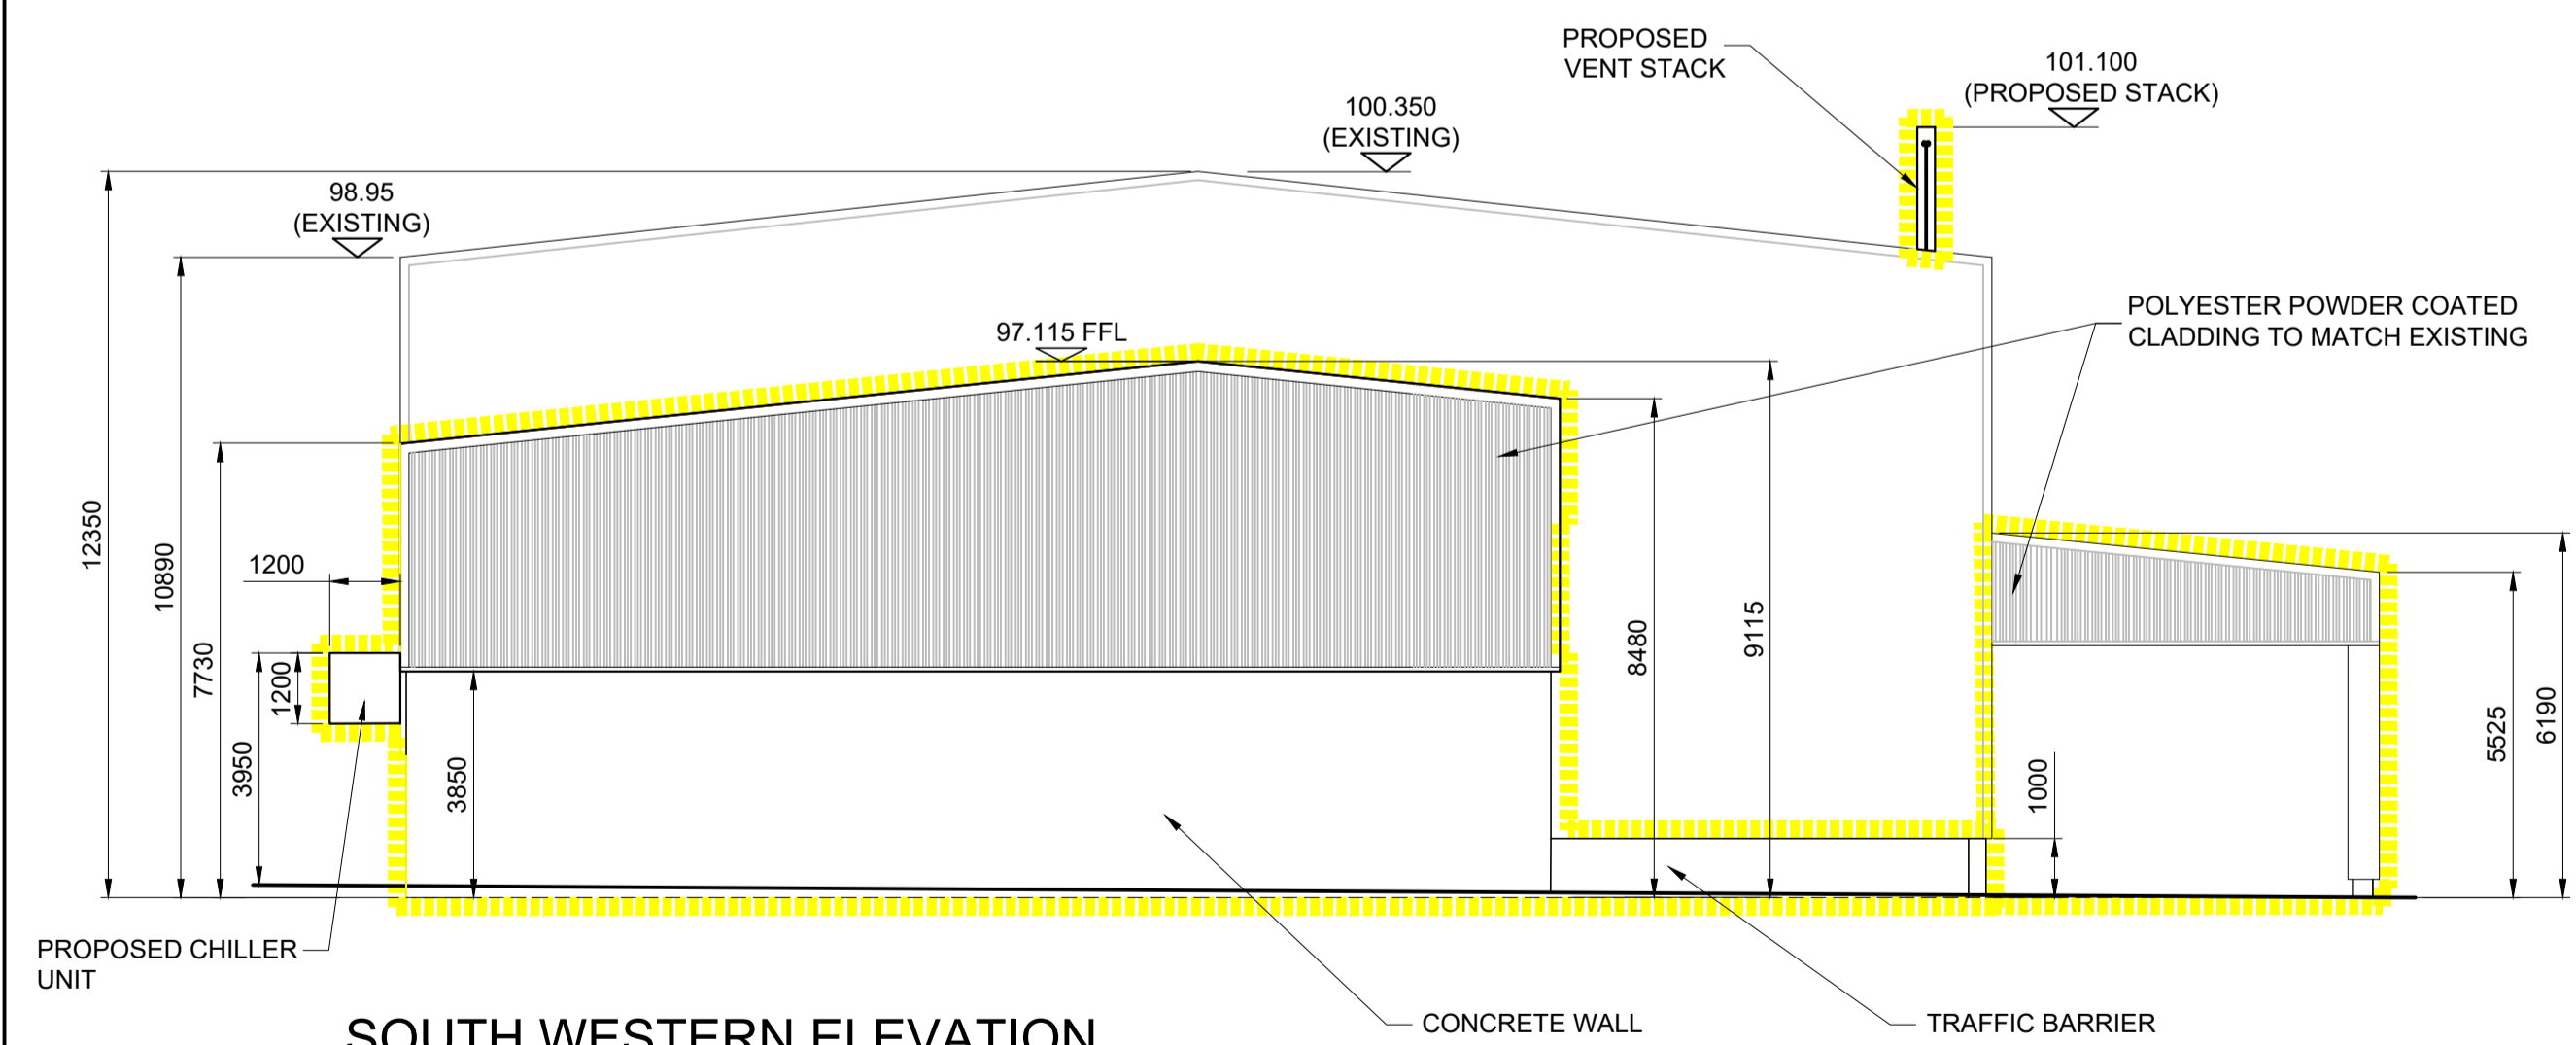 PROPOSED
VENT STACK
101.100
(PROPOSED STACK)
100.350
(EXISTING)
98.95
(EXISTING)
97.115 FFL
POLYESTER POWDER COATED
CLADDING TO MATCH EXISTING
12350
10890
7730
1200
1200
3950
3850
8480
9115
1000
5525
6190
PROPOSED CHILLER
UNIT
CONCRETE WALL
TRAFFIC BARRIER
SOUTH WESTERN ELEVATION